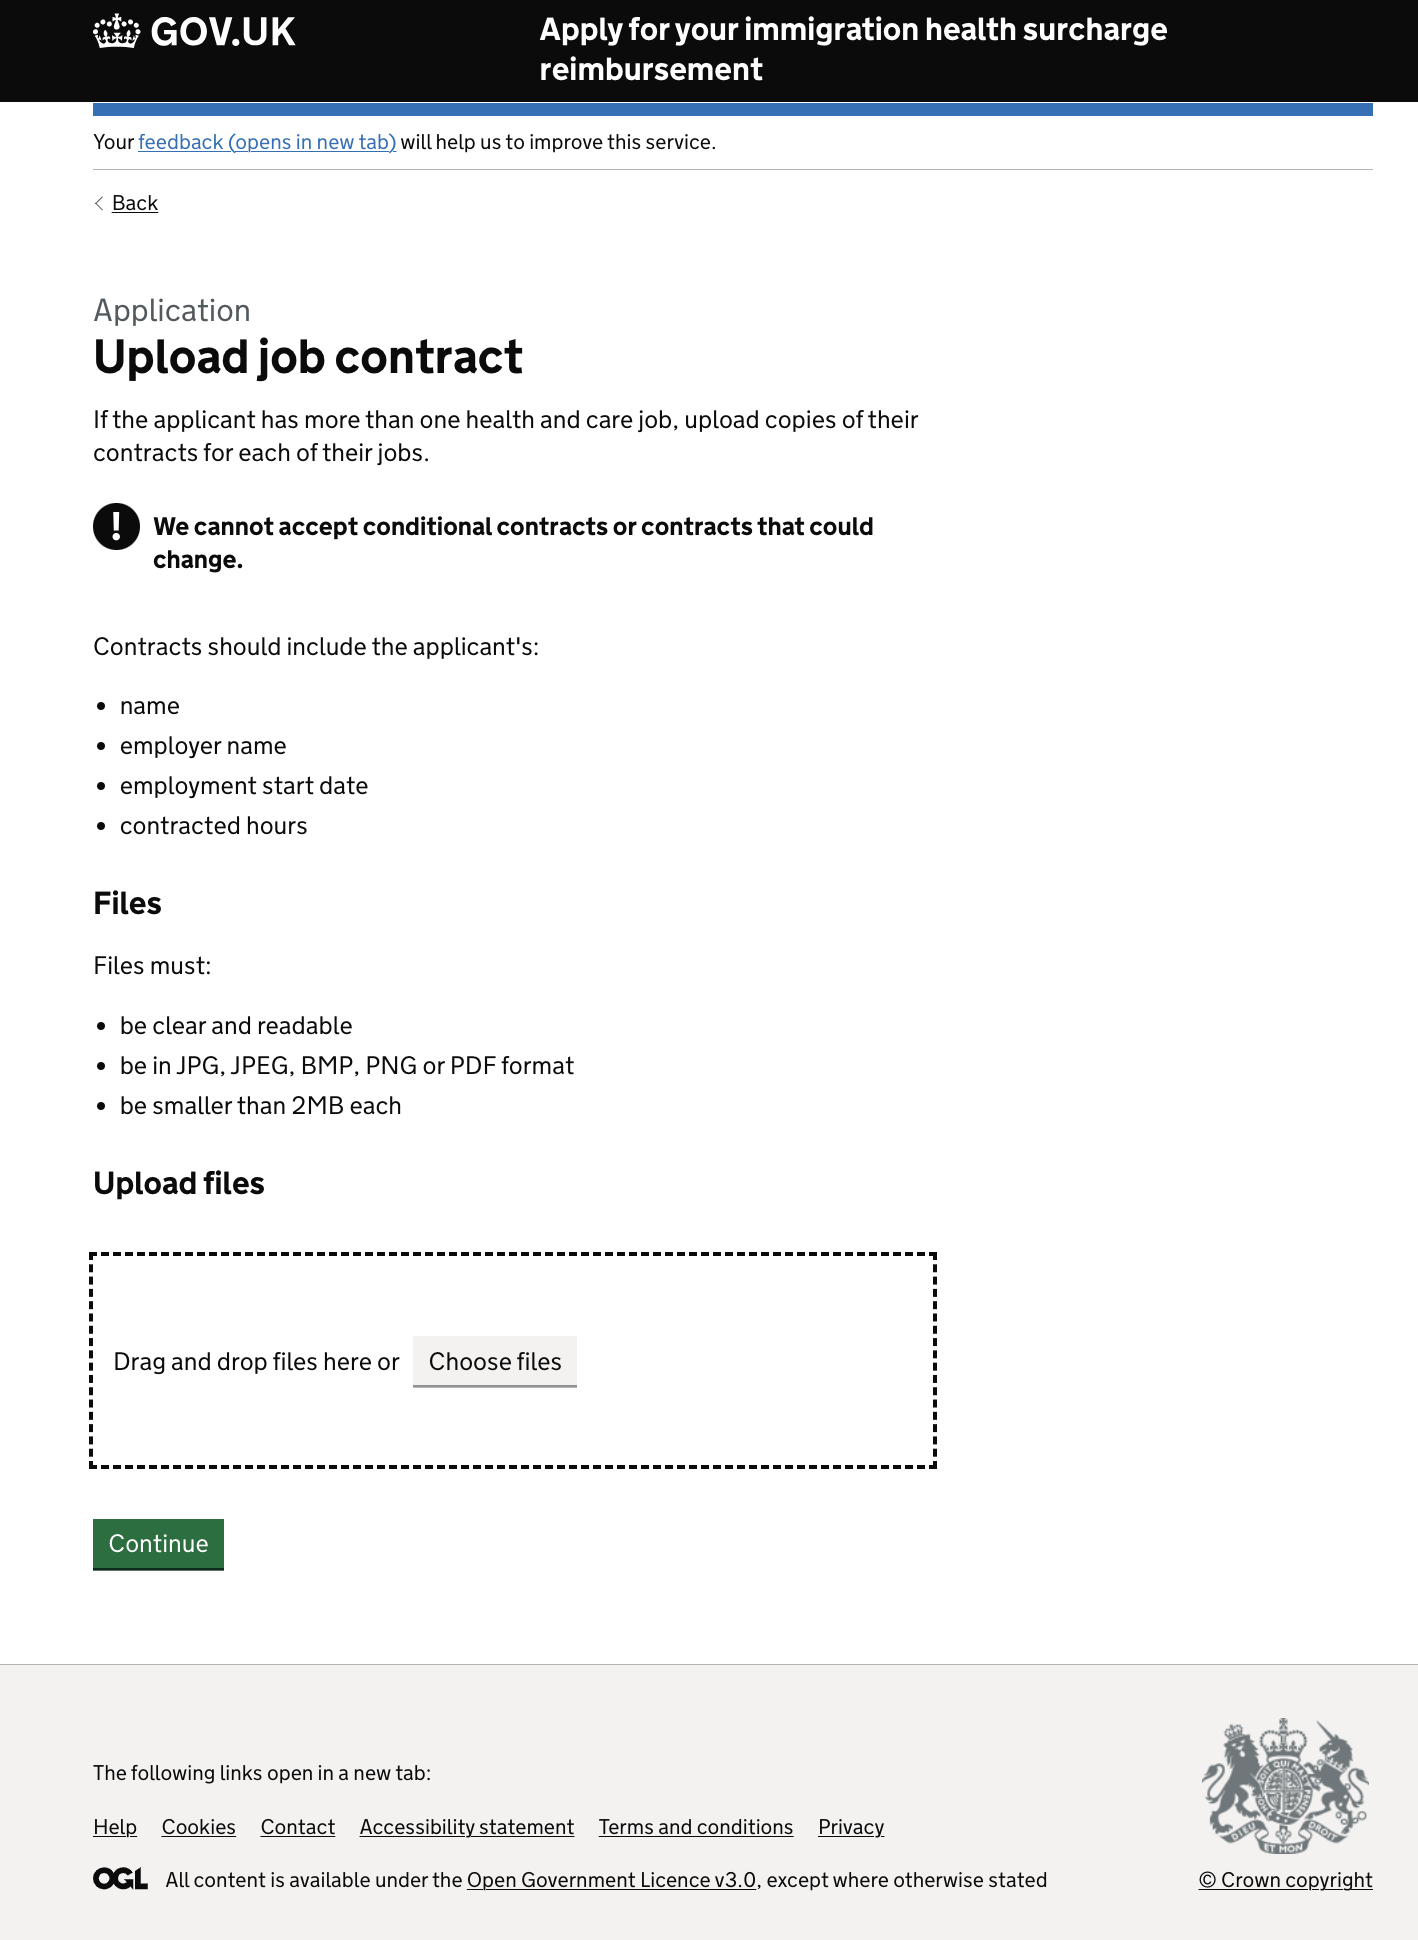 GOV.UK
Apply for your immigration health surcharge
reimbursement
Your feedback (opens in new tab) will help us to improve this service.
Back
Application
Upload job contract
If the applicant has more than one health and care job, upload copies of their
contracts for each of their jobs.
! We cannot accept conditional contracts or contracts that could
change.
Contracts should include the applicant's:
• name
• employer name
• employment start date
• contracted hours
Files
Files must:
• be clear and readable
• be in JPG, JPEG, BMP, PNG or PDF format
• be smaller than 2MB each
Upload files
Drag and drop files here or Choose files
Continue
The following links open in a new tab:
Help Cookies Contact Accessibility statement Terms and conditions Privacy
OGL All content is available under the Open Government Licence v3.0, except where otherwise stated
DIEU ET MON DROIT
© Crown copyright